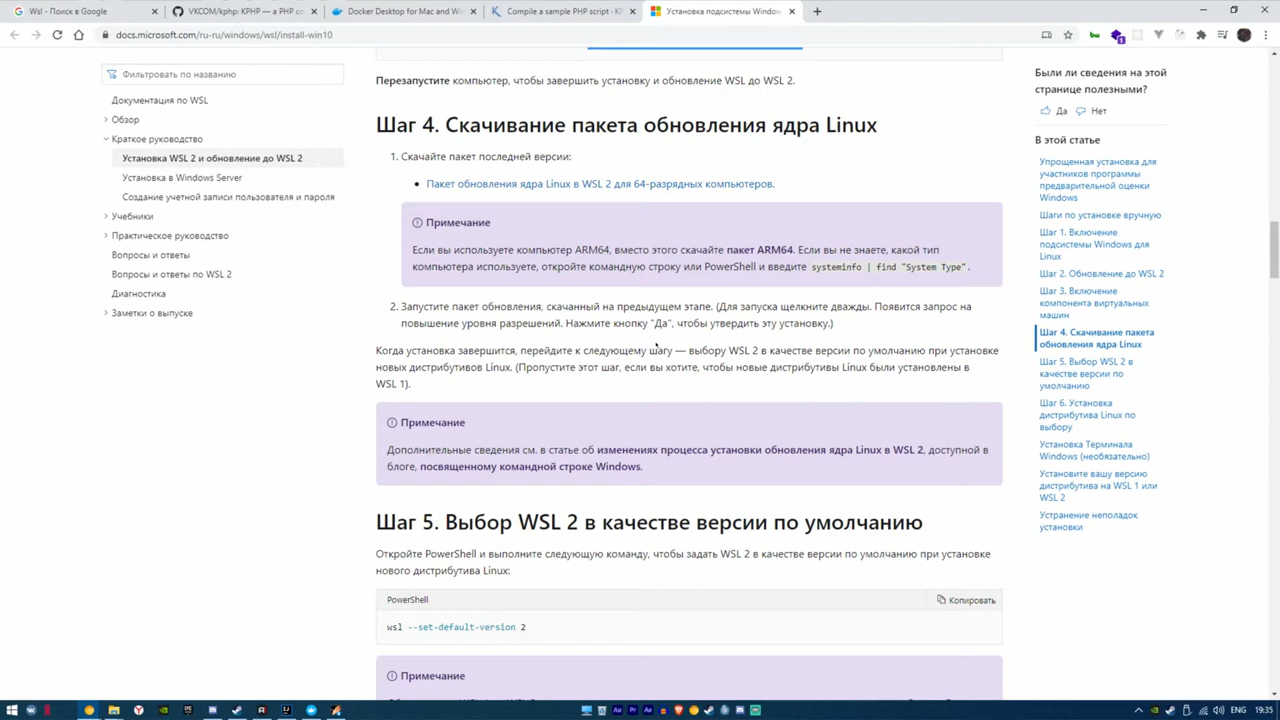 Wsl - Поиск в Google
VKCOM/kphp: KPHP — a PHP co
Docker Desktop for Mac and Win
Compile a sample PHP script - KP
Установка подсистемы Window
docs.microsoft.com/ru-ru/windows/wsl/install-win10
1
Фильтровать по названию
Документация по WSL
Обзор
Краткое руководство
Установка WSL 2 и обновление до WSL 2
Установка в Windows Server
Создание учетной записи пользователя и пароля
Учебники
Практическое руководство
Вопросы и ответы
Вопросы и ответы по WSL 2
Диагностика
Заметки о выпуске
Перезапустите компьютер, чтобы завершить установку и обновление WSL до WSL 2.
Шаг 4. Скачивание пакета обновления ядра Linux
1. Скачайте пакет последней версии:
• Пакет обновления ядра Linux в WSL 2 для 64-разрядных компьютеров.
Примечание
Если вы используете компьютер ARM64, вместо этого скачайте пакет ARM64. Если вы не знаете, какой тип
компьютера используете, откройте командную строку или PowerShell и введите systeminfo | find "System Type".
2. Запустите пакет обновления, скачанный на предыдущем этапе. (Для запуска щелкните дважды. Появится запрос на
повышение уровня разрешений. Нажмите кнопку "Да", чтобы утвердить эту установку.)
Когда установка завершится, перейдите к следующему шагу — выбору WSL 2 в качестве версии по умолчанию при установке
новых дистрибутивов Linux. (Пропустите этот шаг, если вы хотите, чтобы новые дистрибутивы Linux были установлены в
WSL 1).
Примечание
Дополнительные сведения см. в статье об изменениях процесса установки обновления ядра Linux в WSL 2, доступной в
блоге, посвященному командной строке Windows.
Шаг 5. Выбор WSL 2 в качестве версии по умолчанию
Откройте PowerShell и выполните следующую команду, чтобы задать WSL 2 в качестве версии по умолчанию при установке
нового дистрибутива Linux:
PowerShell
Копировать
wsl --set-default-version 2
Примечание
Были ли сведения на этой
странице полезными?
Да Нет
В этой статье
Упрощенная установка для
участников программы
предварительной оценки
Windows
Шаги по установке вручную
Шаг 1. Включение
подсистемы Windows для
Linux
Шаг 2. Обновление до WSL 2
Шаг 3. Включение
компонента виртуальных
машин
Шаг 4. Скачивание пакета
обновления ядра Linux
Шаг 5. Выбор WSL 2 в
качестве версии по
умолчанию
Шаг 6. Установка
дистрибутива Linux по
выбору
Установка Терминала
Windows (необязательно)
Установите вашу версию
дистрибутива на WSL 1 или
WSL 2
Устранение неполадок
установки
ENG 19:35